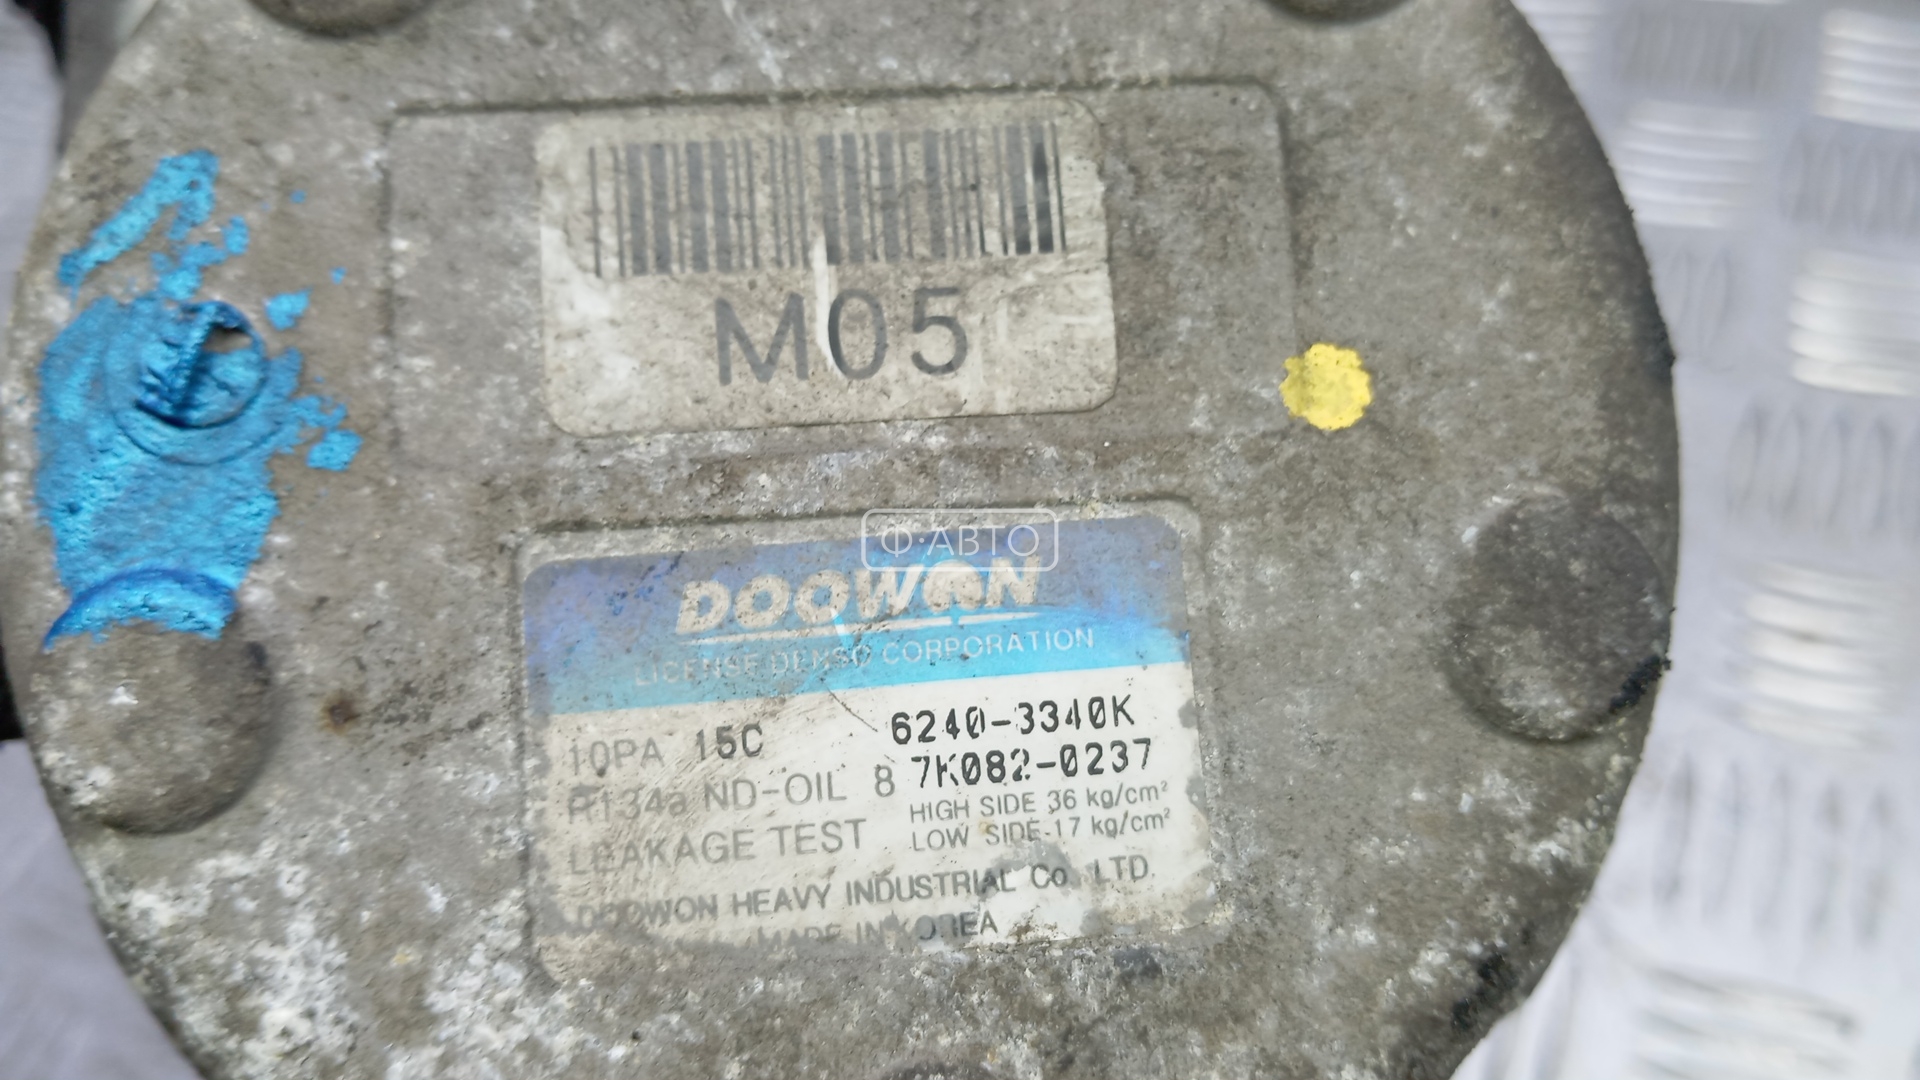 M05
Ф·АВТО
DOOWON
LICENSE DENSO CORPORATION
10PA 15C 6240-3340K
R134a ND-OIL 8 7K082-0237
LEAKAGE TEST HIGH SIDE 36 kg/cm²
LOW SIDE 17 kg/cm²
DOOWON HEAVY INDUSTRIAL Co. LTD.
MADE IN KOREA